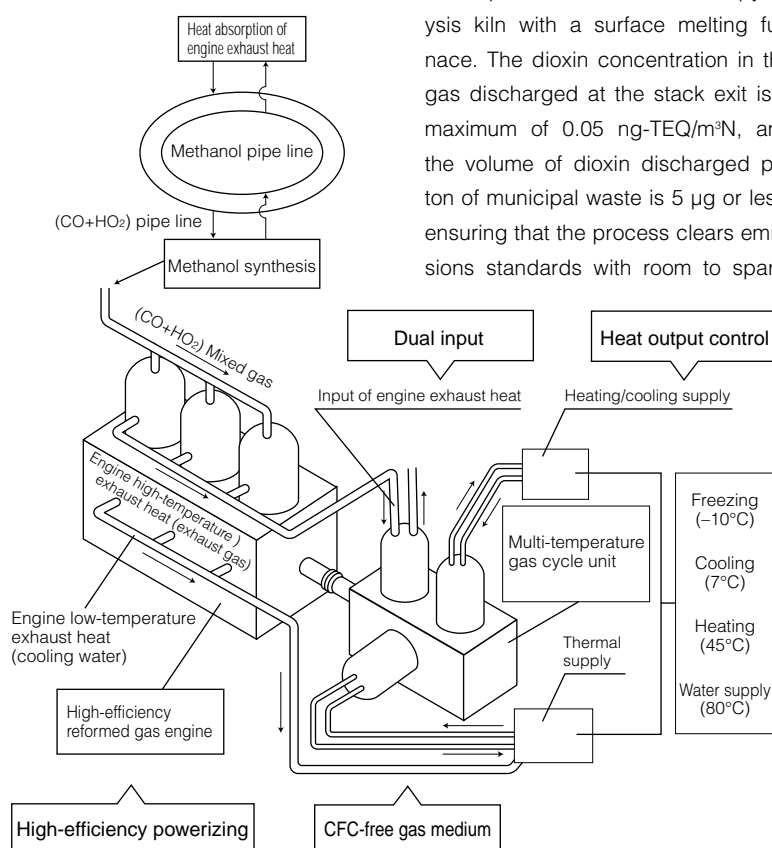 ysis kiln with a surface melting fur
nace. The dioxin concentration in th
gas discharged at the stack exit is
maximum of 0.05 ng-TEQ/m³N, an
the volume of dioxin discharged p
ton of municipal waste is 5 µg or les
ensuring that the process clears emi
sions standards with room to spar
Heat absorption of
engine exhaust heat
Methanol pipe line
(CO+HO₂) pipe line
Methanol synthesis
(CO+HO₂) Mixed gas
Dual input
Heat output control
Input of engine exhaust heat
Heating/cooling supply
Engine high-temperature )
exhaust heat (exhaust gas)
Multi-temperature
gas cycle unit
Freezing
(–10°C)
Cooling
(7°C)
Heating
(45°C)
Water supply
(80°C)
Engine low-temperature
exhaust heat
(cooling water)
Thermal
supply
High-efficiency
reformed gas engine
High-efficiency powerizing
CFC-free gas medium